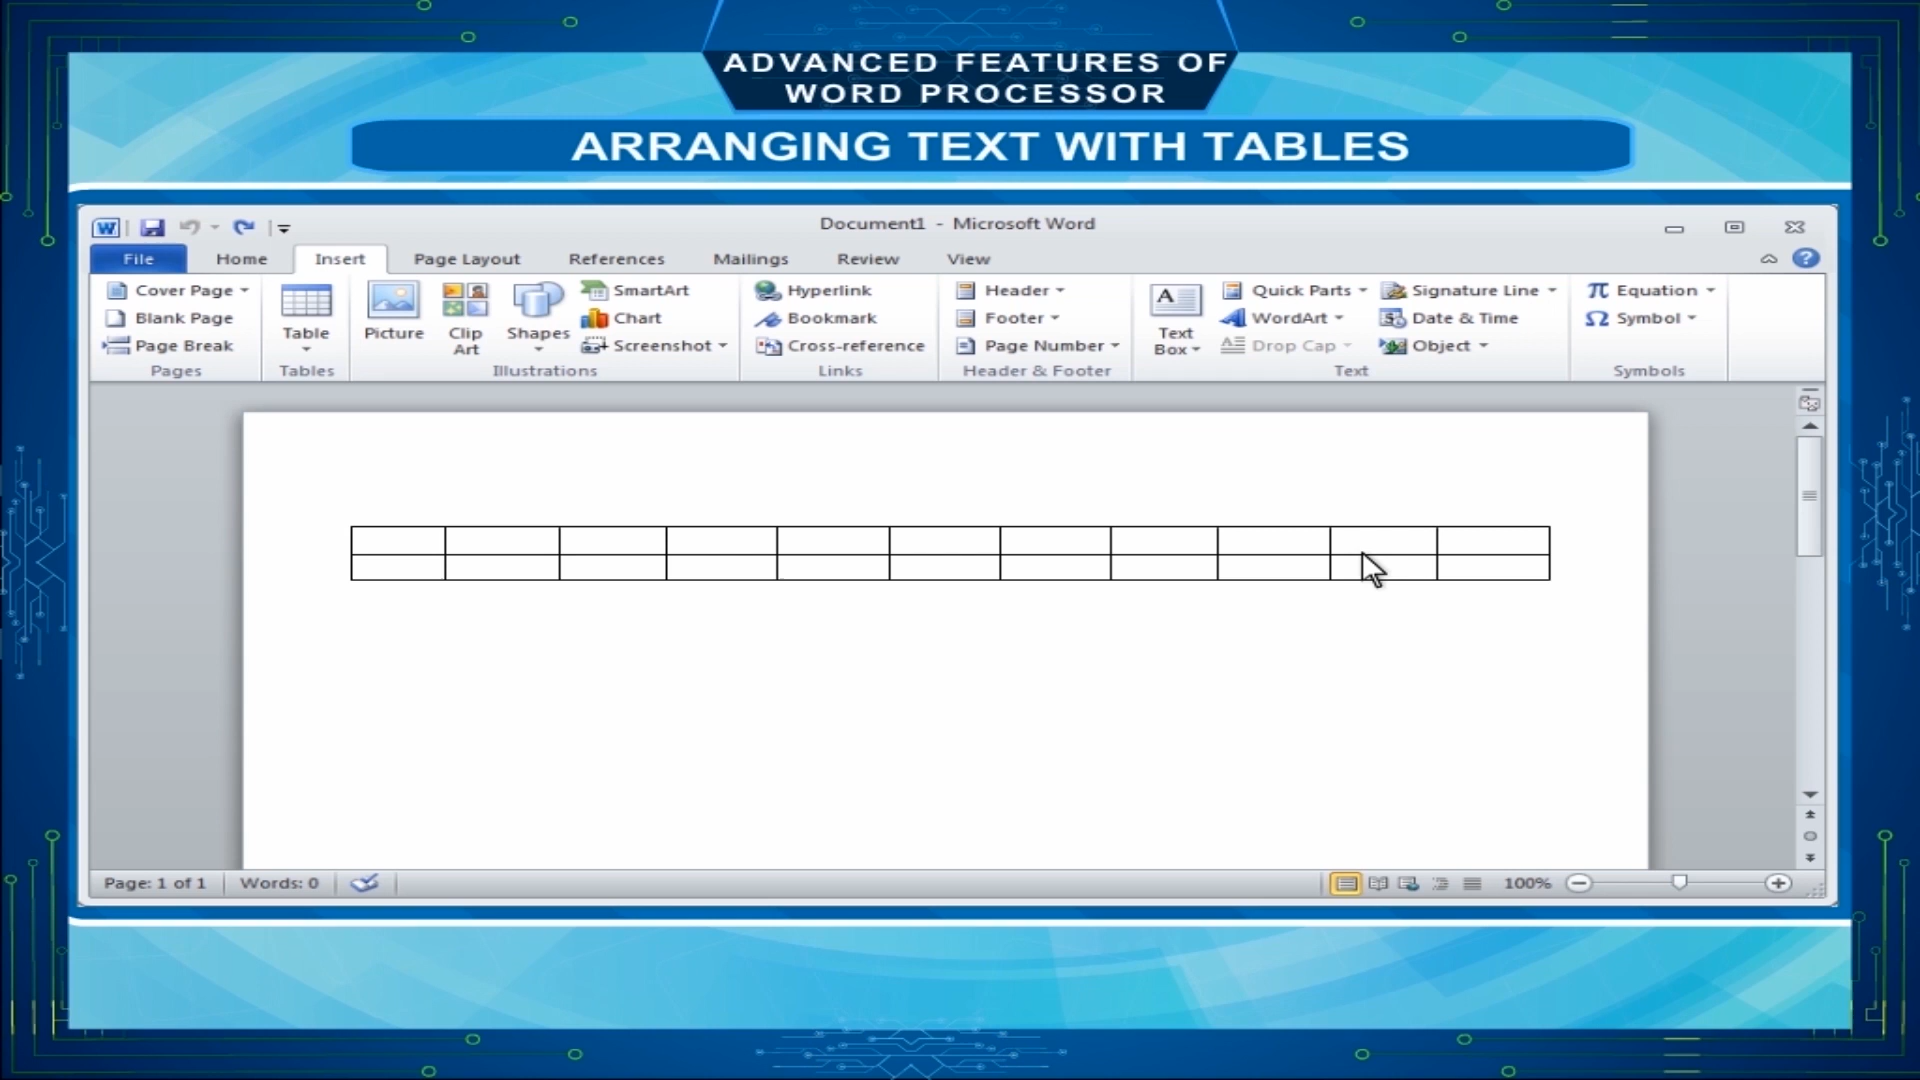 ADVANCED FEATURES OF
WORD PROCESSOR
ARRANGING TEXT WITH TABLES
Document1 - Microsoft Word
File Home Insert Page Layout References Mailings Review View
Cover Page
Blank Page
Page Break
Pages
Table
Tables
Picture
Clip
Art
Shapes
SmartArt
Chart
Screenshot
Illustrations
Hyperlink
Bookmark
Cross-reference
Links
Header
Footer
Page Number
Header & Footer
A
Text
Box
Quick Parts
WordArt
Drop Cap
Signature Line
Date & Time
Object
Text
π Equation
Ω Symbol
Symbols
Page: 1 of 1 Words: 0 100%